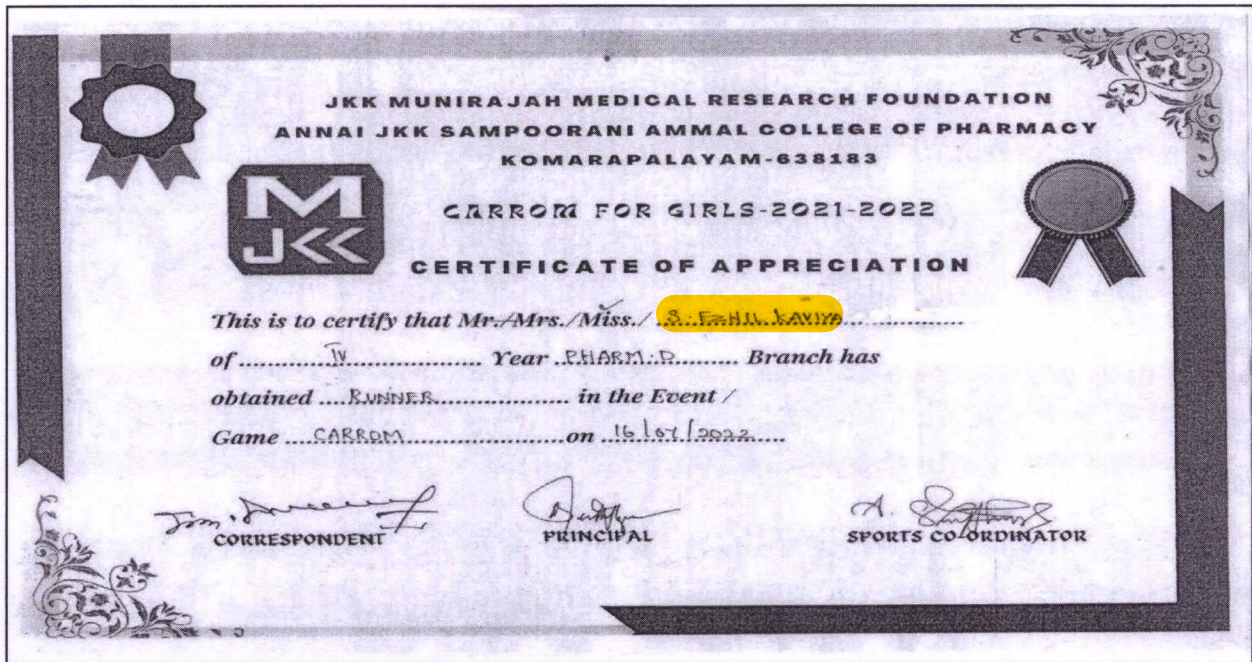 JKK MUNIRAJAH MEDICAL RESEARCH FOUNDATION
ANNAI JKK SAMPOORANI AMMAL COLLEGE OF PHARMACY
KOMARAPALAYAM-638183
M
JKK
CARROM FOR GIRLS-2021-2022
CERTIFICATE OF APPRECIATION
This is to certify that Mr./Mrs./Miss./ S. EZHIL KAVIYA
of IV Year PHARM.D Branch has
obtained RUNNER in the Event /
Game CARROM on 16/07/2022
CORRESPONDENT PRINCIPAL SPORTS CO-ORDINATOR